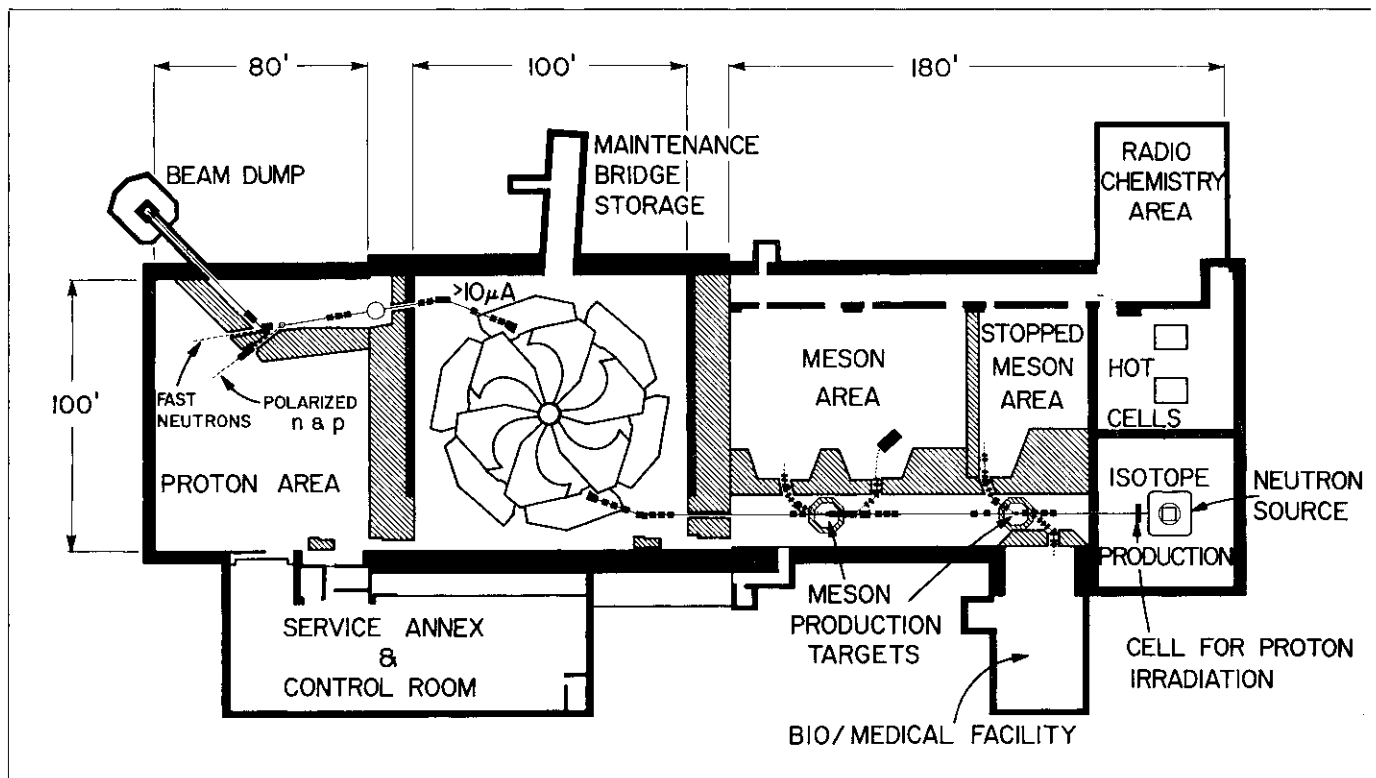 80'
100'
180'
BEAM DUMP
MAINTENANCE
BRIDGE
STORAGE
RADIO
CHEMISTRY
AREA
>10μA
100'
FAST
NEUTRONS
POLARIZED
n a p
PROTON AREA
MESON
AREA
STOPPED
MESON
AREA
HOT
CELLS
ISOTOPE
PRODUCTION
NEUTRON
SOURCE
SERVICE ANNEX
&
CONTROL ROOM
MESON
PRODUCTION
TARGETS
CELL FOR PROTON
IRRADIATION
BIO/MEDICAL FACILITY